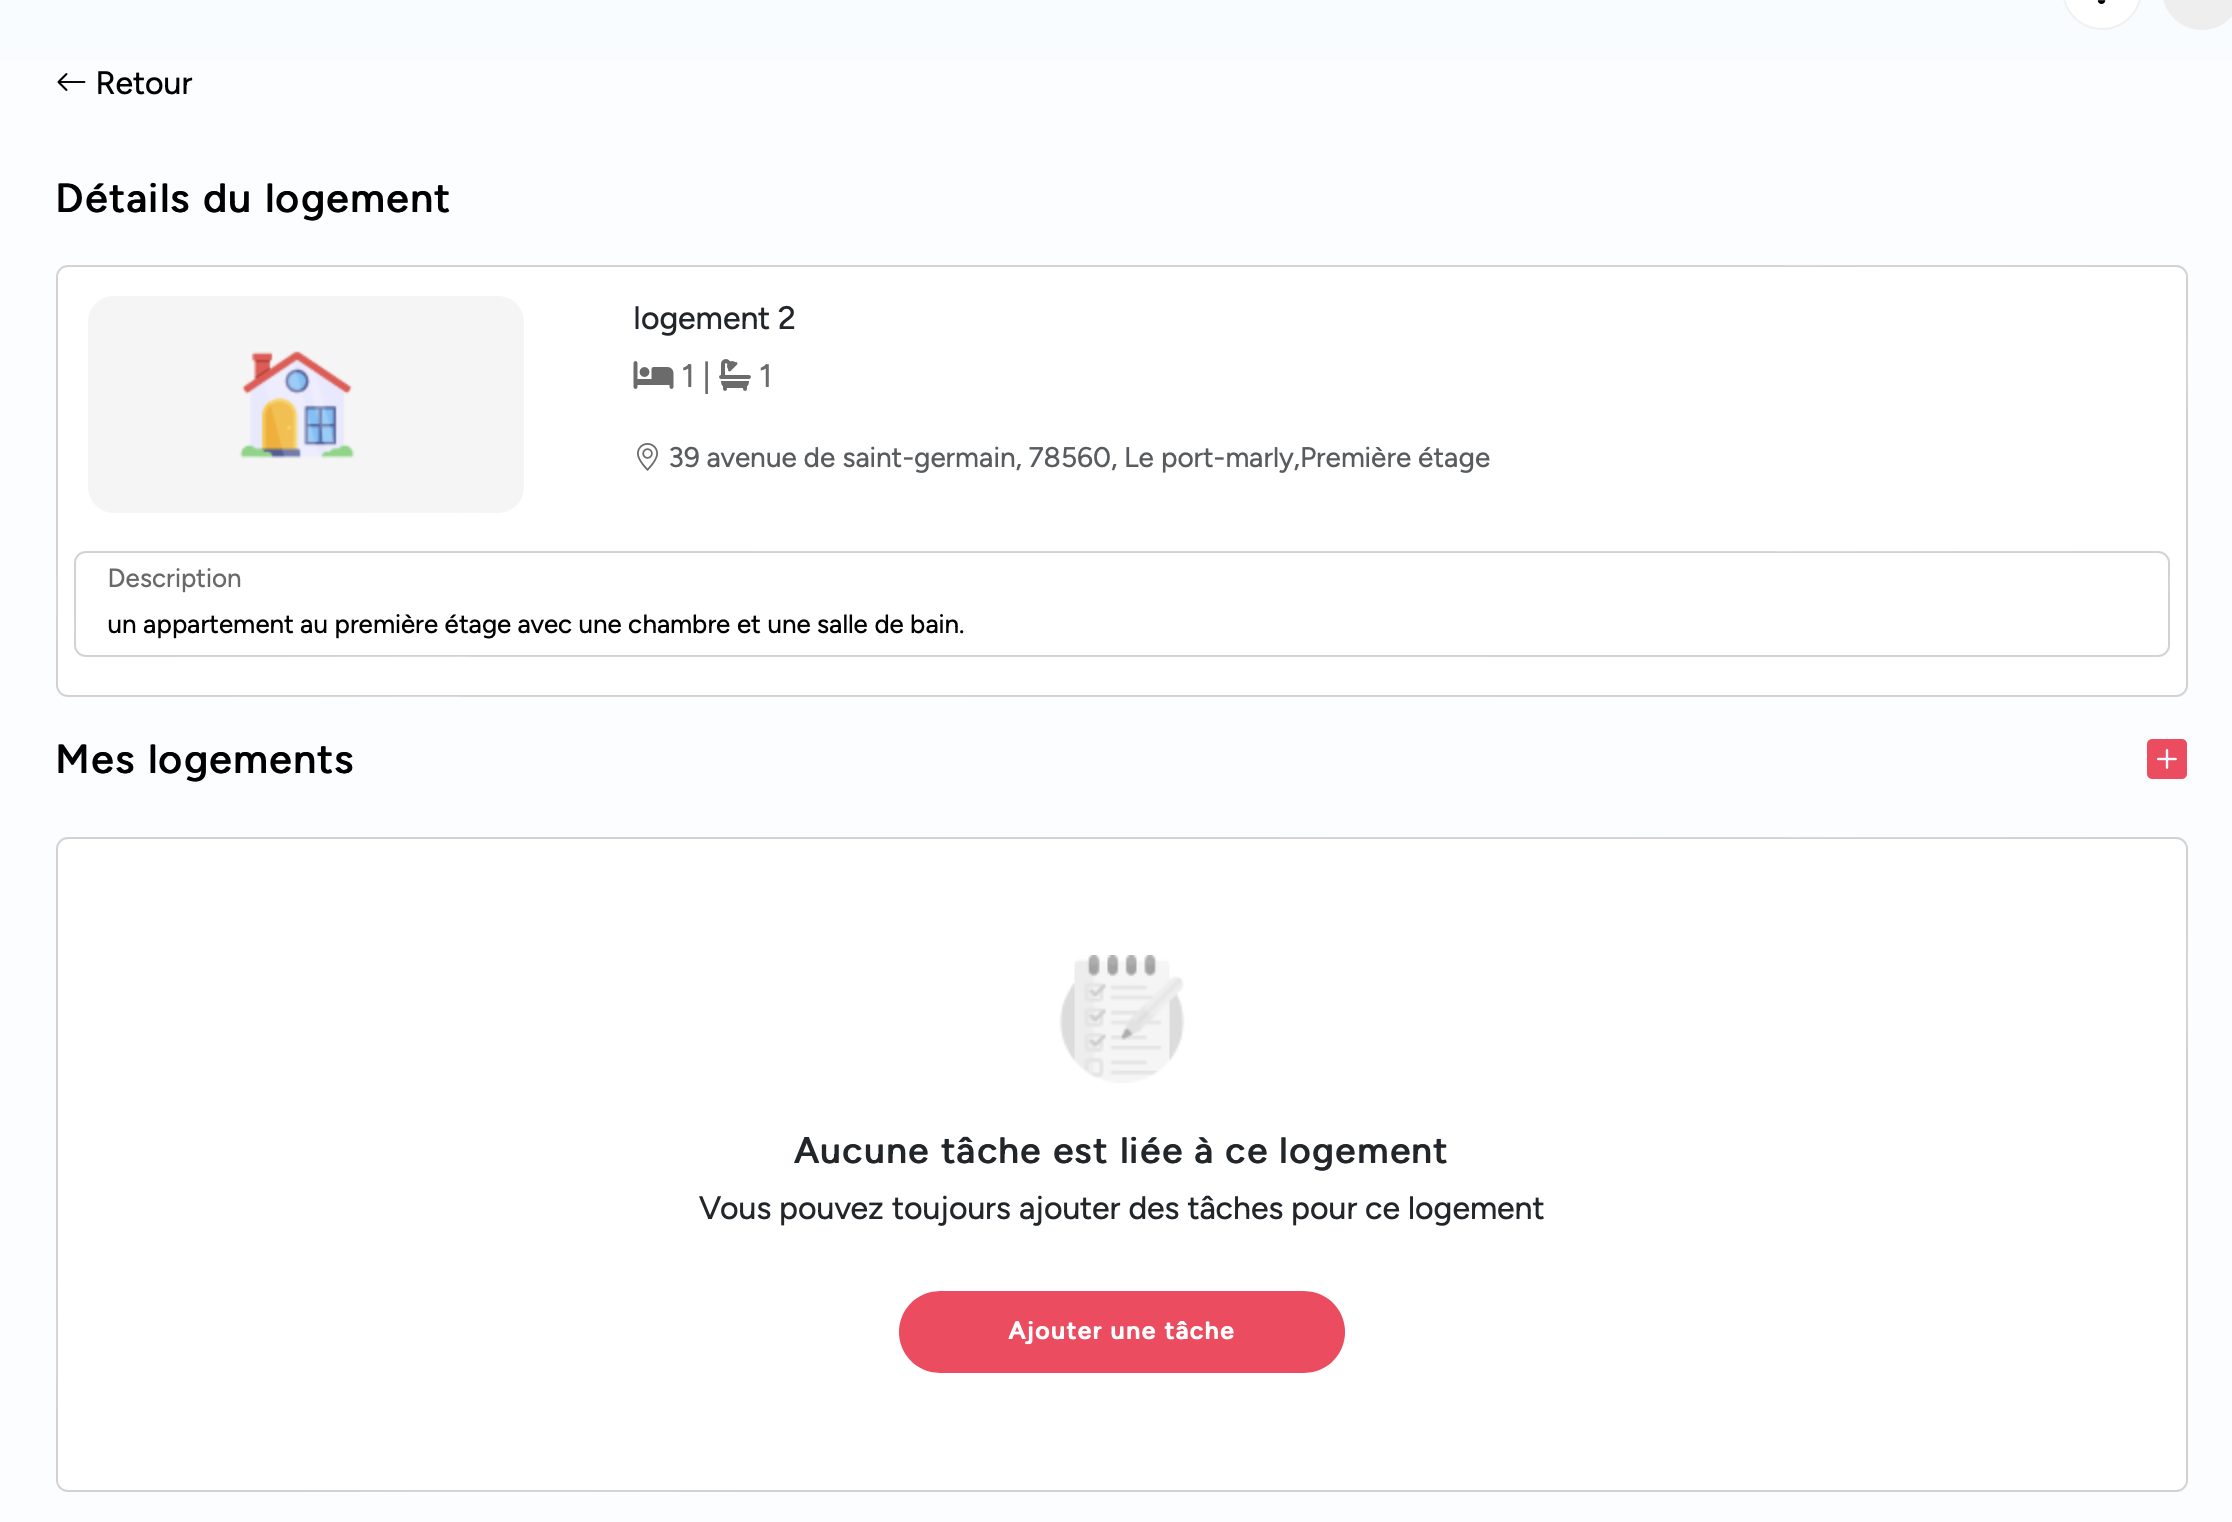 Retour
Détails du logement
logement 2
1 | 1
39 avenue de saint-germain, 78560, Le port-marly,Première étage
Description
un appartement au première étage avec une chambre et une salle de bain.
Mes logements
Aucune tâche est liée à ce logement
Vous pouvez toujours ajouter des tâches pour ce logement
Ajouter une tâche